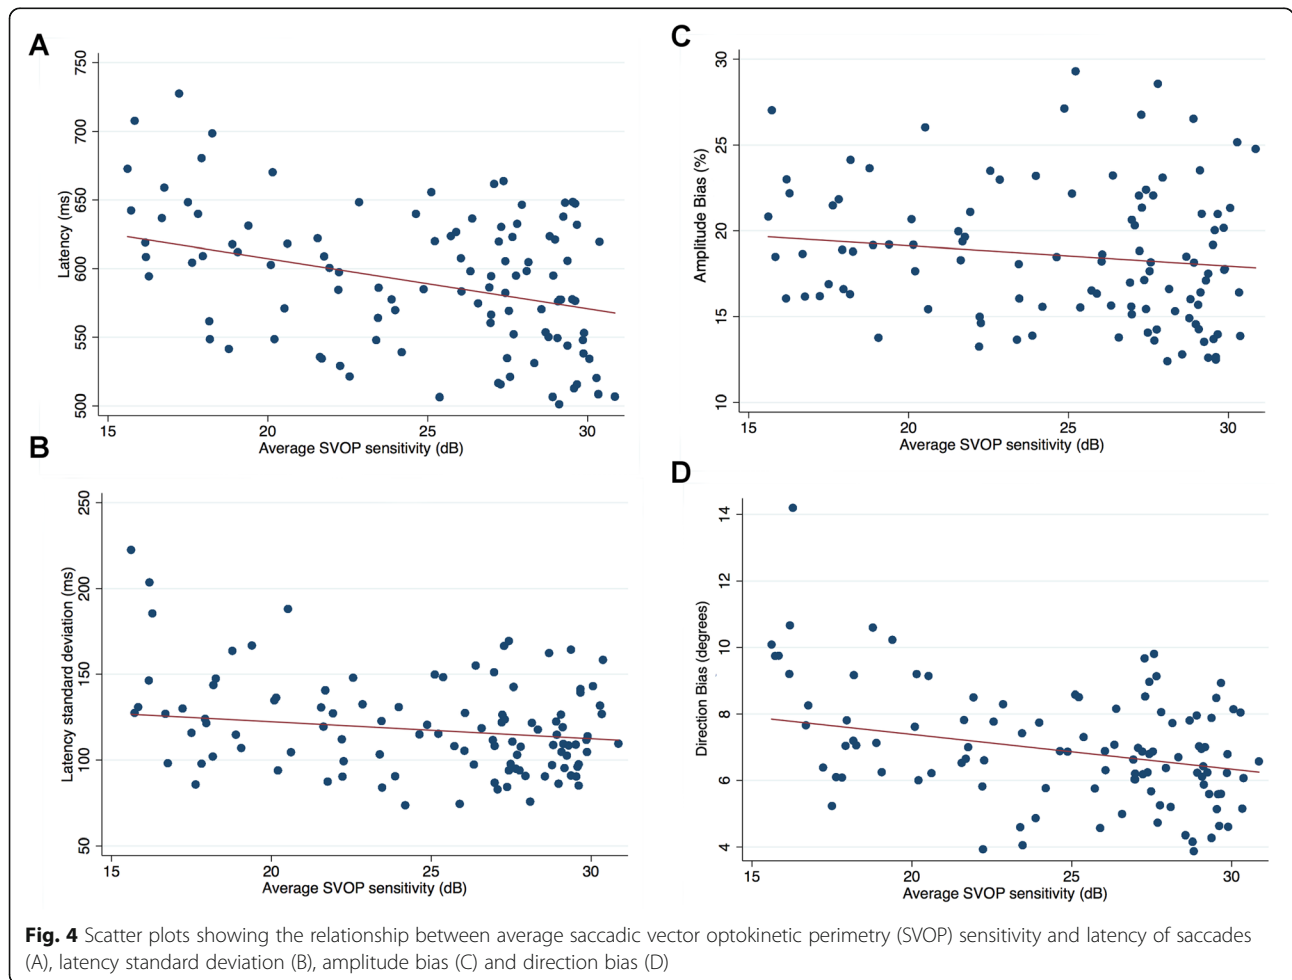 A
Latency (ms)
750
700
650
600
550
500
15 20 25 30
Average SVOP sensitivity (dB)
B
Latency standard deviation (ms)
250
200
150
100
50
15 20 25 30
Average SVOP sensitivity (dB)
C
Amplitude Bias (%)
30
25
20
15
10
15 20 25 30
Average SVOP sensitivity (dB)
D
Direction Bias (degrees)
14
12
10
8
6
4
15 20 25 30
Average SVOP sensitivity (dB)
Fig. 4 Scatter plots showing the relationship between average saccadic vector optokinetic perimetry (SVOP) sensitivity and latency of saccades
(A), latency standard deviation (B), amplitude bias (C) and direction bias (D)